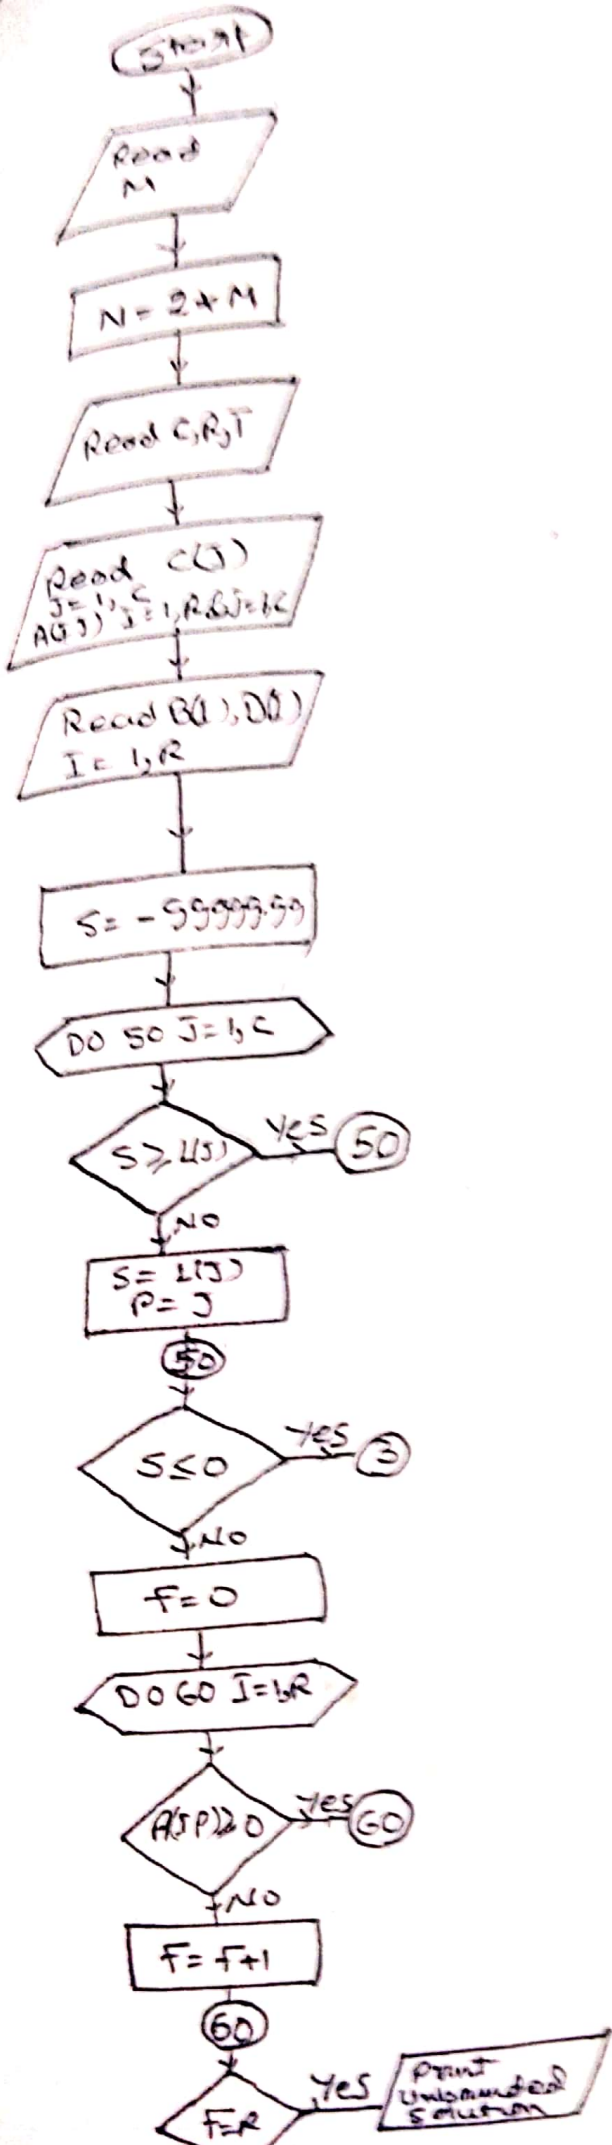 Start
Read
M
N = 2 * M
Read C,R,T
Read C(J)
J = 1, C
A(I J) I = 1, R & J = 1, C
Read B(I), D(I)
I = 1, R
S = - 99999.99
DO 50 J = 1, C
S ≥ L(J)
Yes
50
NO
S = L(J)
P = J
50
S ≤ 0
Yes
3
NO
F = 0
DO 60 I = 1, R
A(I P) ≥ 0
Yes
60
NO
F = F+1
60
F=R
Yes
Print
Unbounded
Solution